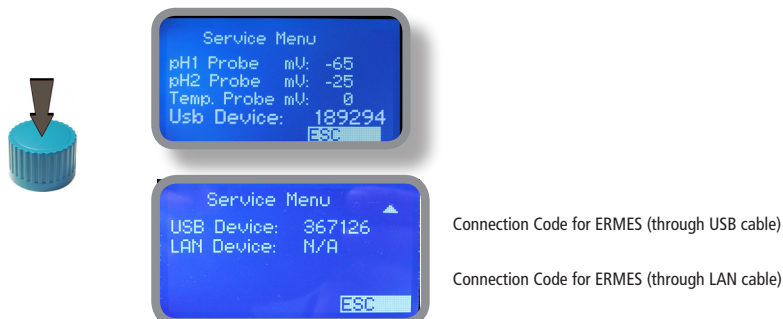 Service Menu
pH1 Probe mV: -65
pH2 Probe mV: -25
Temp. Probe mV: 0
Usb Device: 189294
ESC
Service Menu
USB Device: 367126
LAN Device: N/A
ESC
Connection Code for ERMES (through USB cable)
Connection Code for ERMES (through LAN cable)